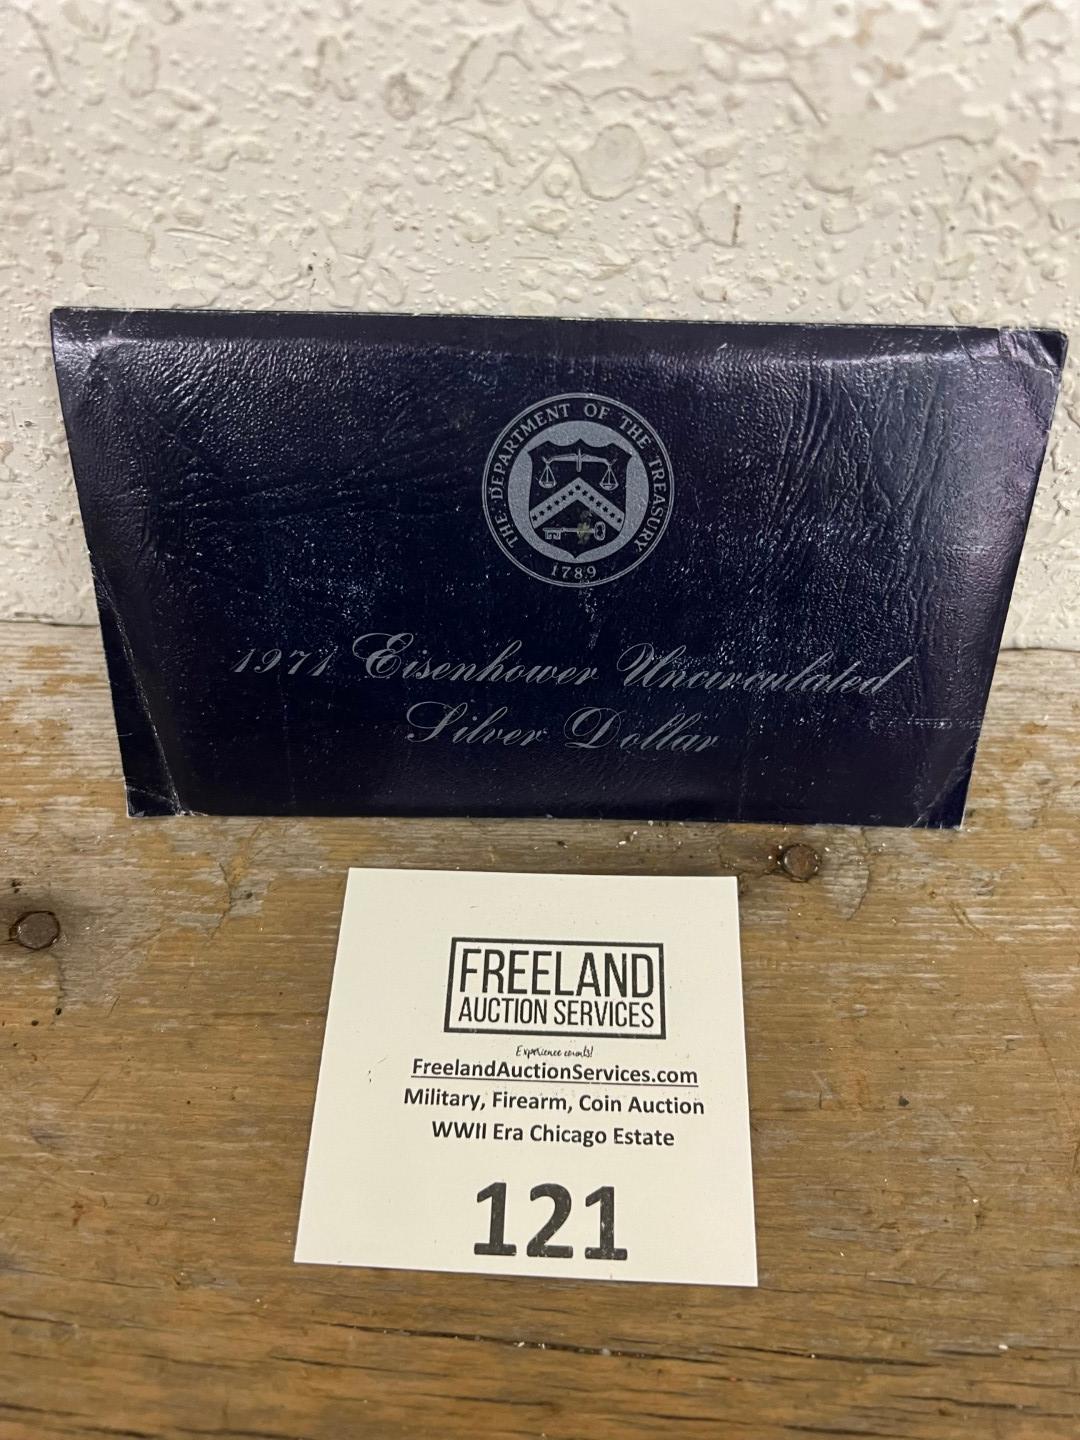 THE DEPARTMENT OF THE TREASURY
1789
1971 Eisenhower Uncirculated
Silver Dollar
FREELAND
AUCTION SERVICES
Experience counts!
FreelandAuctionServices.com
Military, Firearm, Coin Auction
WWII Era Chicago Estate
121